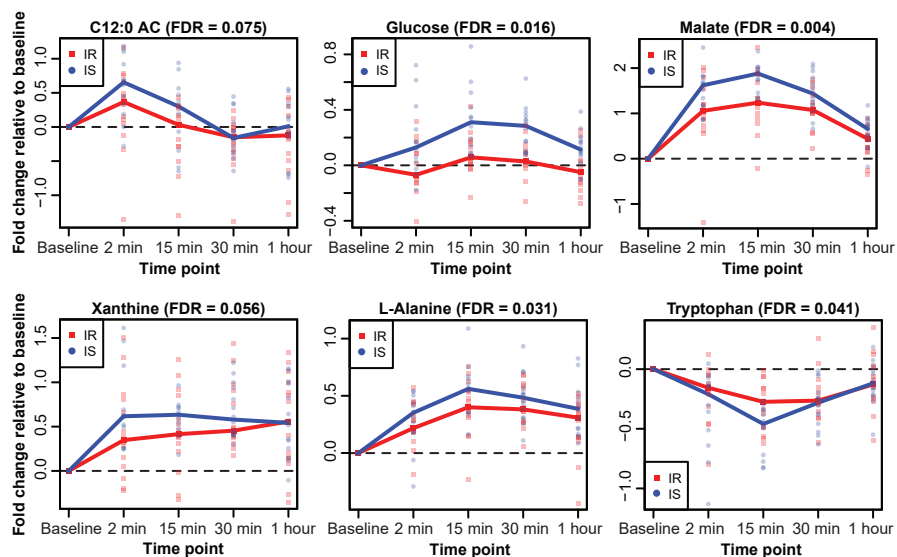 C12:0 AC (FDR = 0.075)
Fold change relative to baseline
1.0
0.5
0.0
−1.0
IR
IS
Baseline 2 min 15 min 30 min 1 hour
Time point
Glucose (FDR = 0.016)
0.8
0.4
0.0
−0.4
IR
IS
Baseline 2 min 15 min 30 min 1 hour
Time point
Malate (FDR = 0.004)
2
1
0
−1
IR
IS
Baseline 2 min 15 min 30 min 1 hour
Time point
Xanthine (FDR = 0.056)
Fold change relative to baseline
1.5
1.0
0.5
0.0
IR
IS
Baseline 2 min 15 min 30 min 1 hour
Time point
L-Alanine (FDR = 0.031)
1.0
0.5
0.0
IR
IS
Baseline 2 min 15 min 30 min 1 hour
Time point
Tryptophan (FDR = 0.041)
0.0
−0.5
−1.0
IR
IS
Baseline 2 min 15 min 30 min 1 hour
Time point